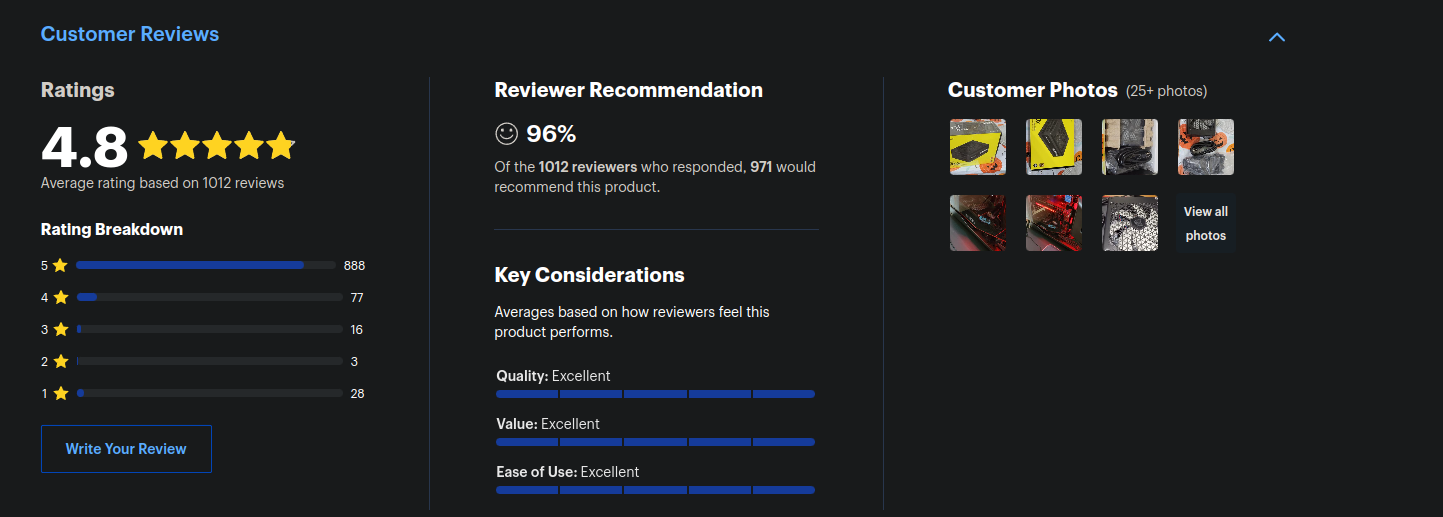 Customer Reviews
Ratings
4.8
Average rating based on 1012 reviews
Rating Breakdown
5 888
4 77
3 16
2 3
1 28
Write Your Review
Reviewer Recommendation
96%
Of the 1012 reviewers who responded, 971 would
recommend this product.
Key Considerations
Averages based on how reviewers feel this
product performs.
Quality: Excellent
Value: Excellent
Ease of Use: Excellent
Customer Photos (25+ photos)
View all
photos